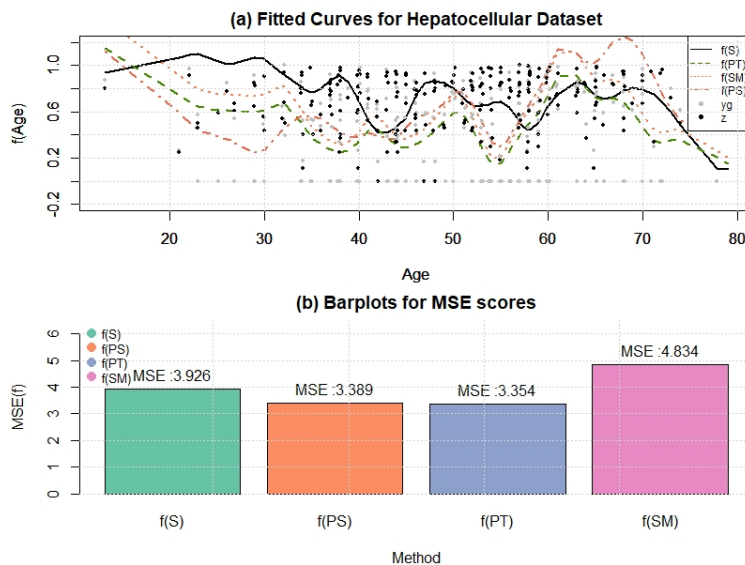 (a) Fitted Curves for Hepatocellular Dataset
f(Age)
1.0
0.6
0.2
-0.2
f(S)
f(PT)
f(SM)
f(PS)
yg
z
20 30 40 50 60 70 80
Age
(b) Barplots for MSE scores
MSE(f)
6
5
4
3
2
1
0
f(S)
f(PS)
f(PT)
f(SM)
MSE :3.926
MSE :3.389
MSE :3.354
MSE :4.834
f(S) f(PS) f(PT) f(SM)
Method